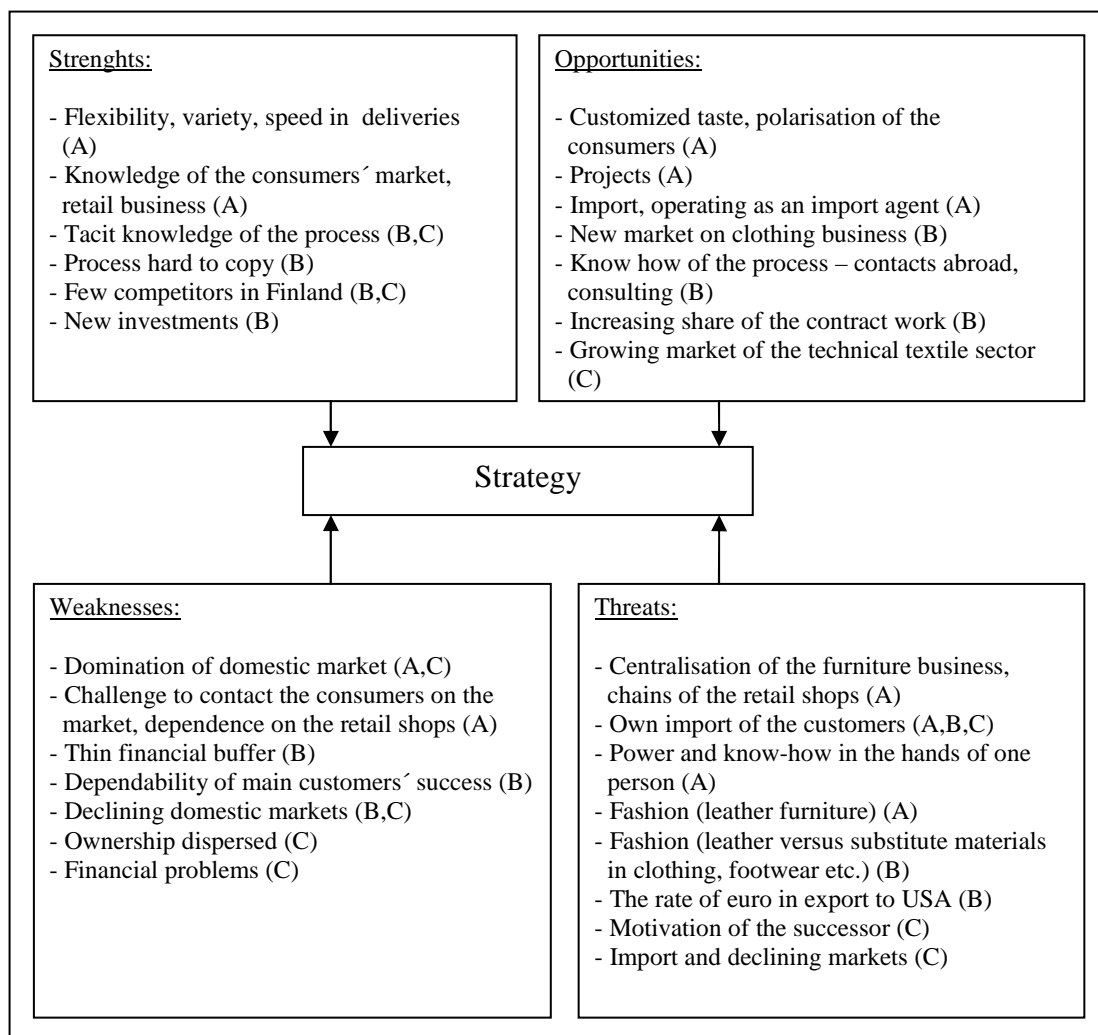 Strenghts:
- Flexibility, variety, speed in deliveries
(A)
- Knowledge of the consumers´ market,
retail business (A)
- Tacit knowledge of the process (B,C)
- Process hard to copy (B)
- Few competitors in Finland (B,C)
- New investments (B)
Opportunities:
- Customized taste, polarisation of the
consumers (A)
- Projects (A)
- Import, operating as an import agent (A)
- New market on clothing business (B)
- Know how of the process – contacts abroad,
consulting (B)
- Increasing share of the contract work (B)
- Growing market of the technical textile sector
(C)
Strategy
Weaknesses:
- Domination of domestic market (A,C)
- Challenge to contact the consumers on the
market, dependence on the retail shops (A)
- Thin financial buffer (B)
- Dependability of main customers´ success (B)
- Declining domestic markets (B,C)
- Ownership dispersed (C)
- Financial problems (C)
Threats:
- Centralisation of the furniture business,
chains of the retail shops (A)
- Own import of the customers (A,B,C)
- Power and know-how in the hands of one
person (A)
- Fashion (leather furniture) (A)
- Fashion (leather versus substitute materials
in clothing, footwear etc.) (B)
- The rate of euro in export to USA (B)
- Motivation of the successor (C)
- Import and declining markets (C)